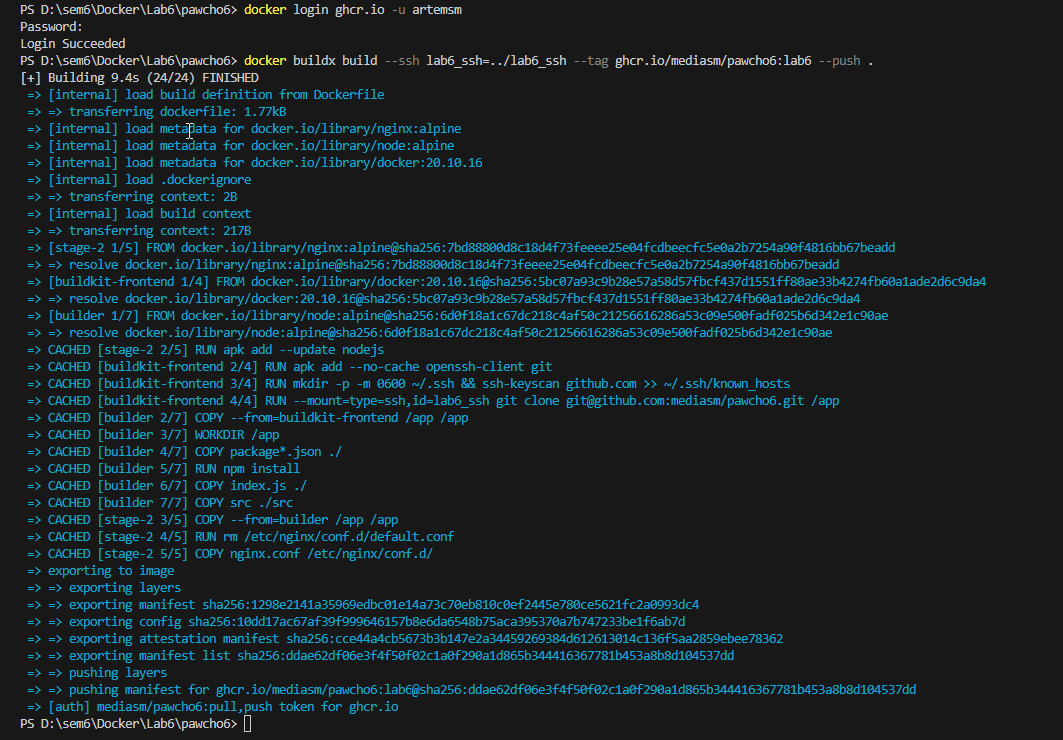 PS D:\sem6\Docker\Lab6\pawcho6> docker login ghcr.io -u artemsm
Password:
Login Succeeded
PS D:\sem6\Docker\Lab6\pawcho6> docker buildx build --ssh lab6_ssh=../lab6_ssh --tag ghcr.io/mediasm/pawcho6:lab6 --push .
[+] Building 9.4s (24/24) FINISHED
=> [internal] load build definition from Dockerfile
=> => transferring dockerfile: 1.77kB
=> [internal] load metadata for docker.io/library/nginx:alpine
=> [internal] load metadata for docker.io/library/node:alpine
=> [internal] load metadata for docker.io/library/docker:20.10.16
=> [internal] load .dockerignore
=> => transferring context: 2B
=> [internal] load build context
=> => transferring context: 217B
=> [stage-2 1/5] FROM docker.io/library/nginx:alpine@sha256:7bd88800d8c18d4f73feeee25e04fcdbeecfc5e0a2b7254a90f4816bb67beadd
=> => resolve docker.io/library/nginx:alpine@sha256:7bd88800d8c18d4f73feeee25e04fcdbeecfc5e0a2b7254a90f4816bb67beadd
=> [buildkit-frontend 1/4] FROM docker.io/library/docker:20.10.16@sha256:5bc07a93c9b28e57a58d57fbcf437d1551ff80ae33b4274fb60a1ade2d6c9da4
=> => resolve docker.io/library/docker:20.10.16@sha256:5bc07a93c9b28e57a58d57fbcf437d1551ff80ae33b4274fb60a1ade2d6c9da4
=> [builder 1/7] FROM docker.io/library/node:alpine@sha256:6d0f18a1c67dc218c4af50c21256616286a53c09e500fadf025b6d342e1c90ae
=> => resolve docker.io/library/node:alpine@sha256:6d0f18a1c67dc218c4af50c21256616286a53c09e500fadf025b6d342e1c90ae
=> CACHED [stage-2 2/5] RUN apk add --update nodejs
=> CACHED [buildkit-frontend 2/4] RUN apk add --no-cache openssh-client git
=> CACHED [buildkit-frontend 3/4] RUN mkdir -p -m 0600 ~/.ssh && ssh-keyscan github.com >> ~/.ssh/known_hosts
=> CACHED [buildkit-frontend 4/4] RUN --mount=type=ssh,id=lab6_ssh git clone git@github.com:mediasm/pawcho6.git /app
=> CACHED [builder 2/7] COPY --from=buildkit-frontend /app /app
=> CACHED [builder 3/7] WORKDIR /app
=> CACHED [builder 4/7] COPY package*.json ./
=> CACHED [builder 5/7] RUN npm install
=> CACHED [builder 6/7] COPY index.js ./
=> CACHED [builder 7/7] COPY src ./src
=> CACHED [stage-2 3/5] COPY --from=builder /app /app
=> CACHED [stage-2 4/5] RUN rm /etc/nginx/conf.d/default.conf
=> CACHED [stage-2 5/5] COPY nginx.conf /etc/nginx/conf.d/
=> exporting to image
=> => exporting layers
=> => exporting manifest sha256:1298e2141a35969edbc01e14a73c70eb810c0ef2445e780ce5621fc2a0993dc4
=> => exporting config sha256:10dd17ac67af39f999646157b8e6da6548b75aca395370a7b747233be1f6ab7d
=> => exporting attestation manifest sha256:cce44a4cb5673b3b147e2a34459269384d612613014c136f5aa2859ebee78362
=> => exporting manifest list sha256:ddae62df06e3f4f50f02c1a0f290a1d865b344416367781b453a8b8d104537dd
=> => pushing layers
=> => pushing manifest for ghcr.io/mediasm/pawcho6:lab6@sha256:ddae62df06e3f4f50f02c1a0f290a1d865b344416367781b453a8b8d104537dd
=> [auth] mediasm/pawcho6:pull,push token for ghcr.io
PS D:\sem6\Docker\Lab6\pawcho6>